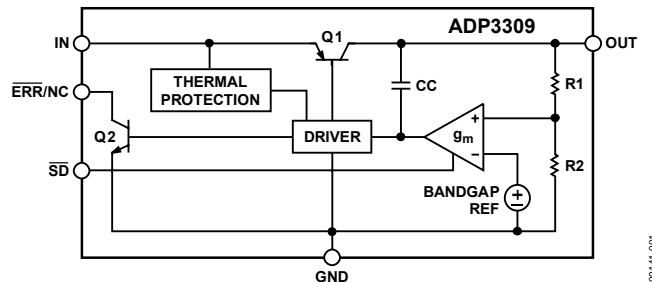 ADP3309
Q1
IN
OUT
THERMAL
PROTECTION
CC
R1
ERR/NC
Q2
DRIVER
gm
+
−
R2
SD
BANDGAP
REF
+
−
GND